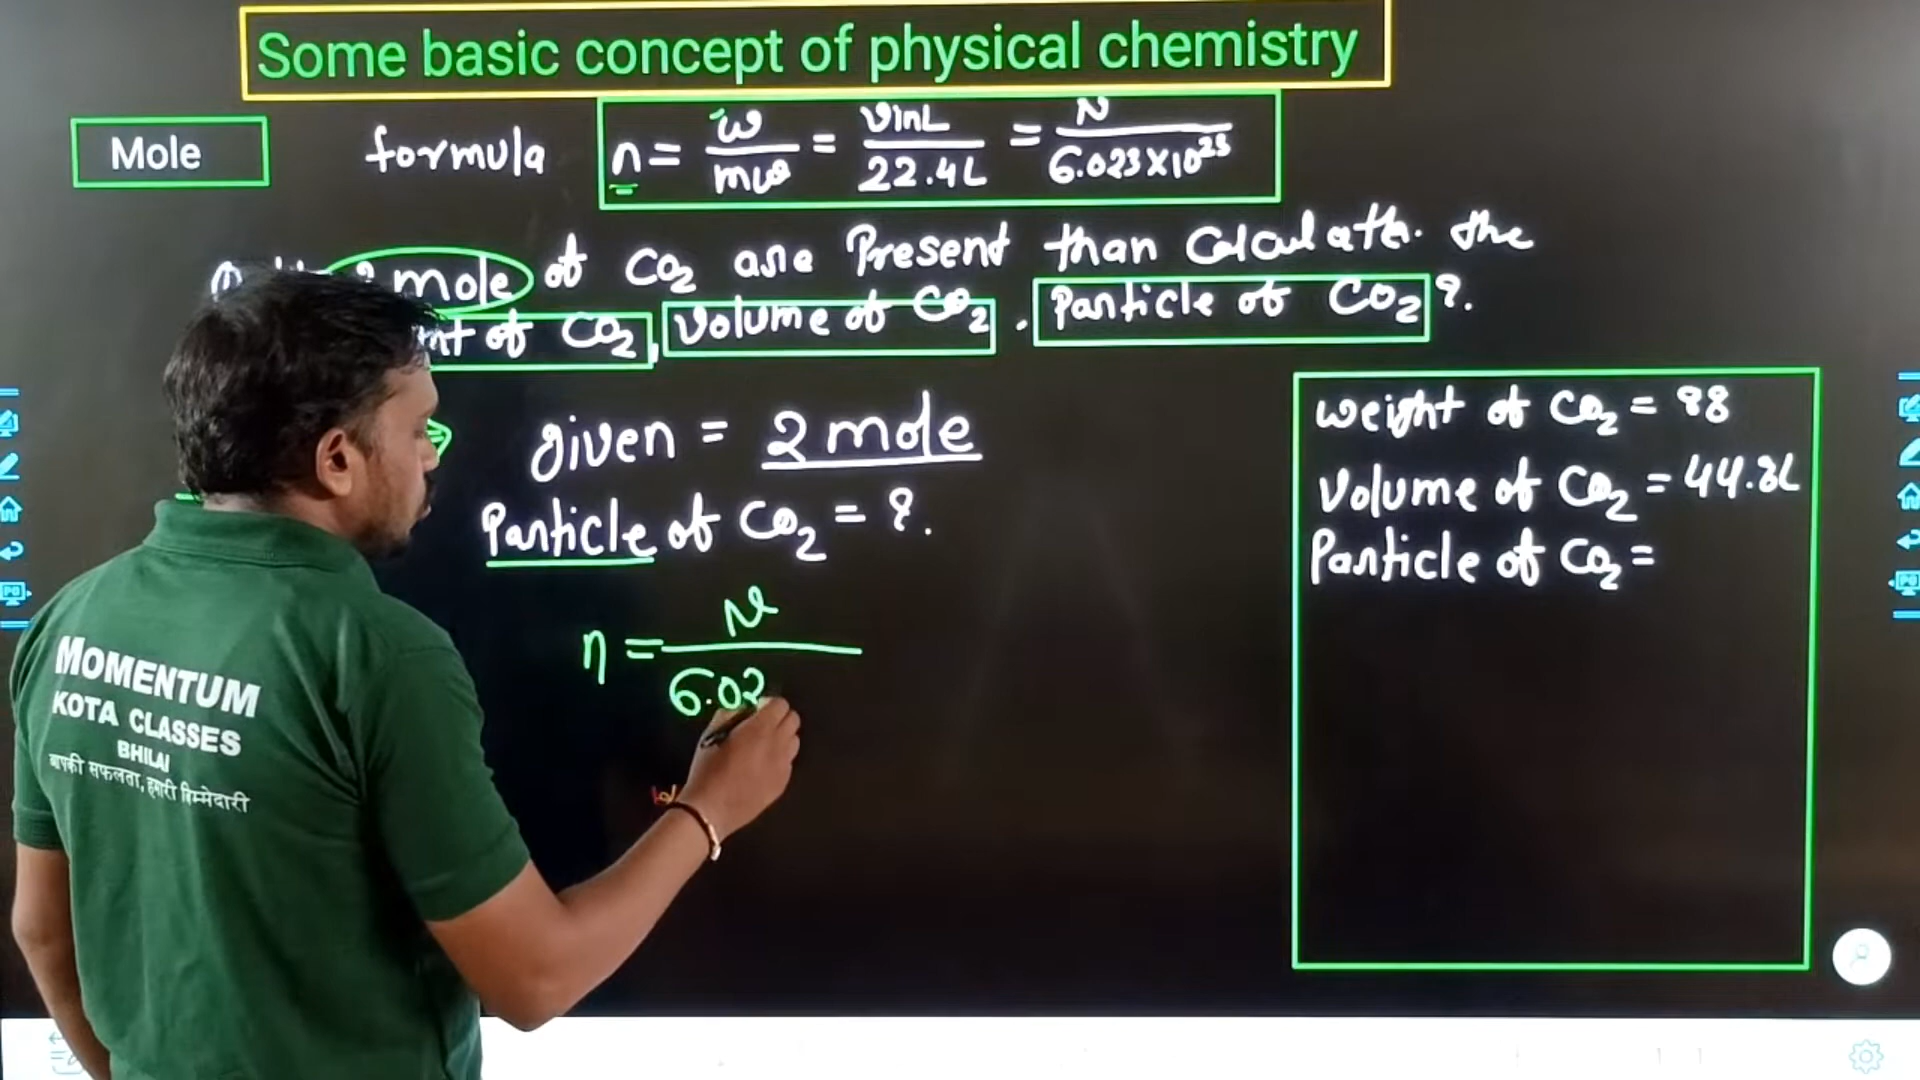 Some basic concept of physical chemistry
Mole
formula n = w/mw = V in L/22.4L = N/6.023×10²³
mole of CO₂ are Present than Calculate the
of CO₂, Volume of CO₂. Particle of CO₂?.
given = 2 mole
Particle of CO₂ = ?.
n = N/6.02
weight of CO₂ = 88
Volume of CO₂ = 44.8L
Particle of CO₂ =
MOMENTUM
KOTA CLASSES
BHILAI
आपकी सफलता, हमारी जिम्मेदारी